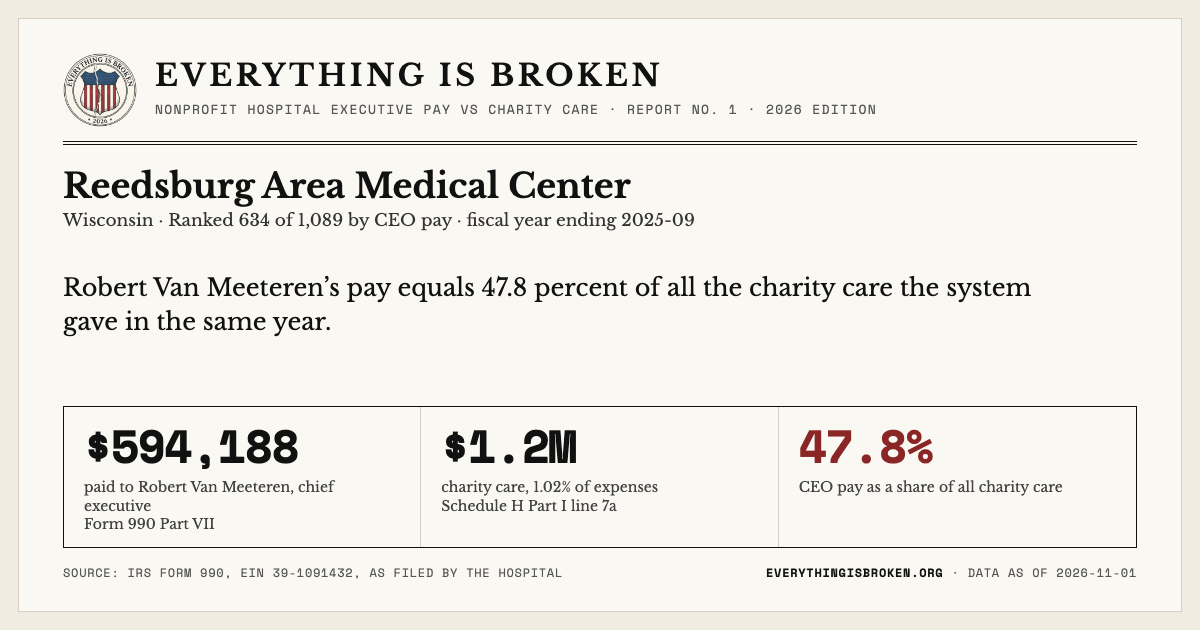 EVERYTHING IS BROKEN
· 2026 ·
EVERYTHING IS BROKEN
NONPROFIT HOSPITAL EXECUTIVE PAY VS CHARITY CARE · REPORT NO. 1 · 2026 EDITION
Reedsburg Area Medical Center
Wisconsin · Ranked 634 of 1,089 by CEO pay · fiscal year ending 2025-09
Robert Van Meeteren’s pay equals 47.8 percent of all the charity care the system
gave in the same year.
$594,188
paid to Robert Van Meeteren, chief
executive
Form 990 Part VII
$1.2M
charity care, 1.02% of expenses
Schedule H Part I line 7a
47.8%
CEO pay as a share of all charity care
SOURCE: IRS FORM 990, EIN 39-1091432, AS FILED BY THE HOSPITAL
EVERYTHINGISBROKEN.ORG · DATA AS OF 2026-11-01